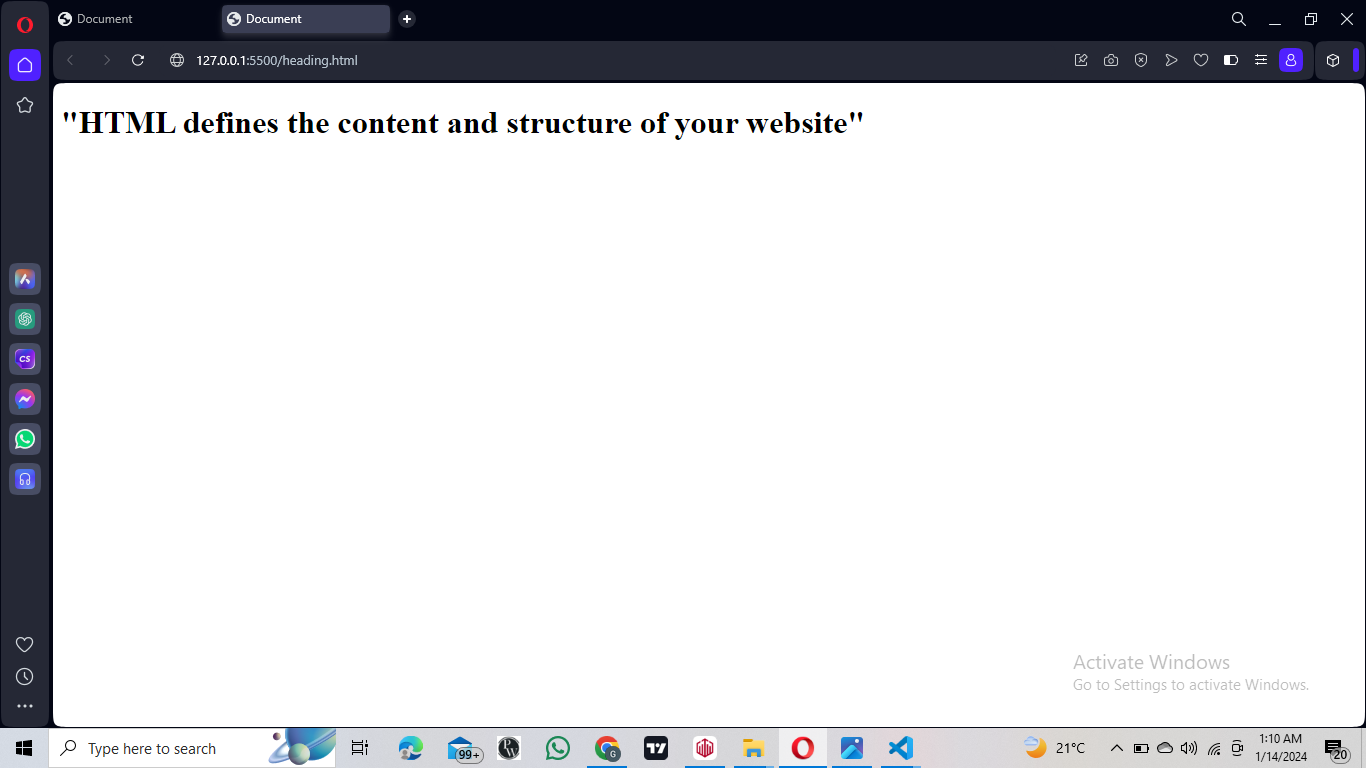 Document
Document
127.0.0.1:5500/heading.html
"HTML defines the content and structure of your website"
CS
Activate Windows
Go to Settings to activate Windows.
Type here to search
99+
PW
G
21°C
1:10 AM
1/14/2024
20